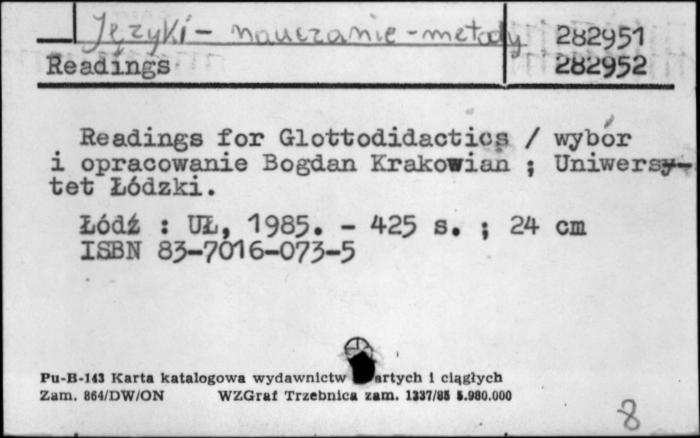 Języki - nauczanie - metody 282951
Readings 282952
Readings for Glottodidactics / wybór
i opracowanie Bogdan Krakowian ; Uniwersy-
tet Łódzki.
Łódź : UŁ, 1985. - 425 s. ; 24 cm
ISBN 83-7016-073-5
Pu-B-143 Karta katalogowa wydawnictw artych i ciągłych
Zam. 864/DW/ON WZGraf Trzebnica zam. 1337/85 5.980.000
8